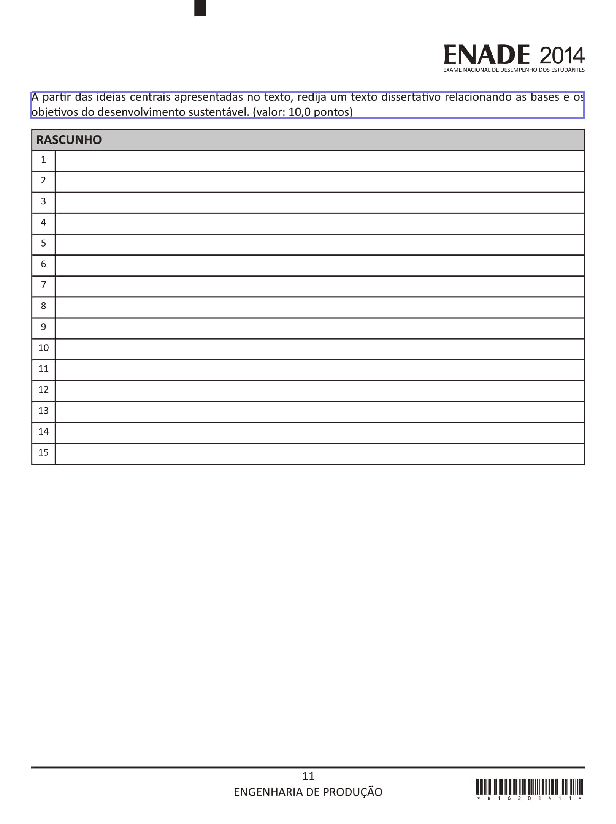 ENADE 2014
EXAME NACIONAL DE DESEMPENHO DOS ESTUDANTES
A partir das ideias centrais apresentadas no texto, redija um texto dissertativo relacionando as bases e os
objetivos do desenvolvimento sustentável. (valor: 10,0 pontos)
RASCUNHO
1
2
3
4
5
6
7
8
9
10
11
12
13
14
15
11
ENGENHARIA DE PRODUÇÃO